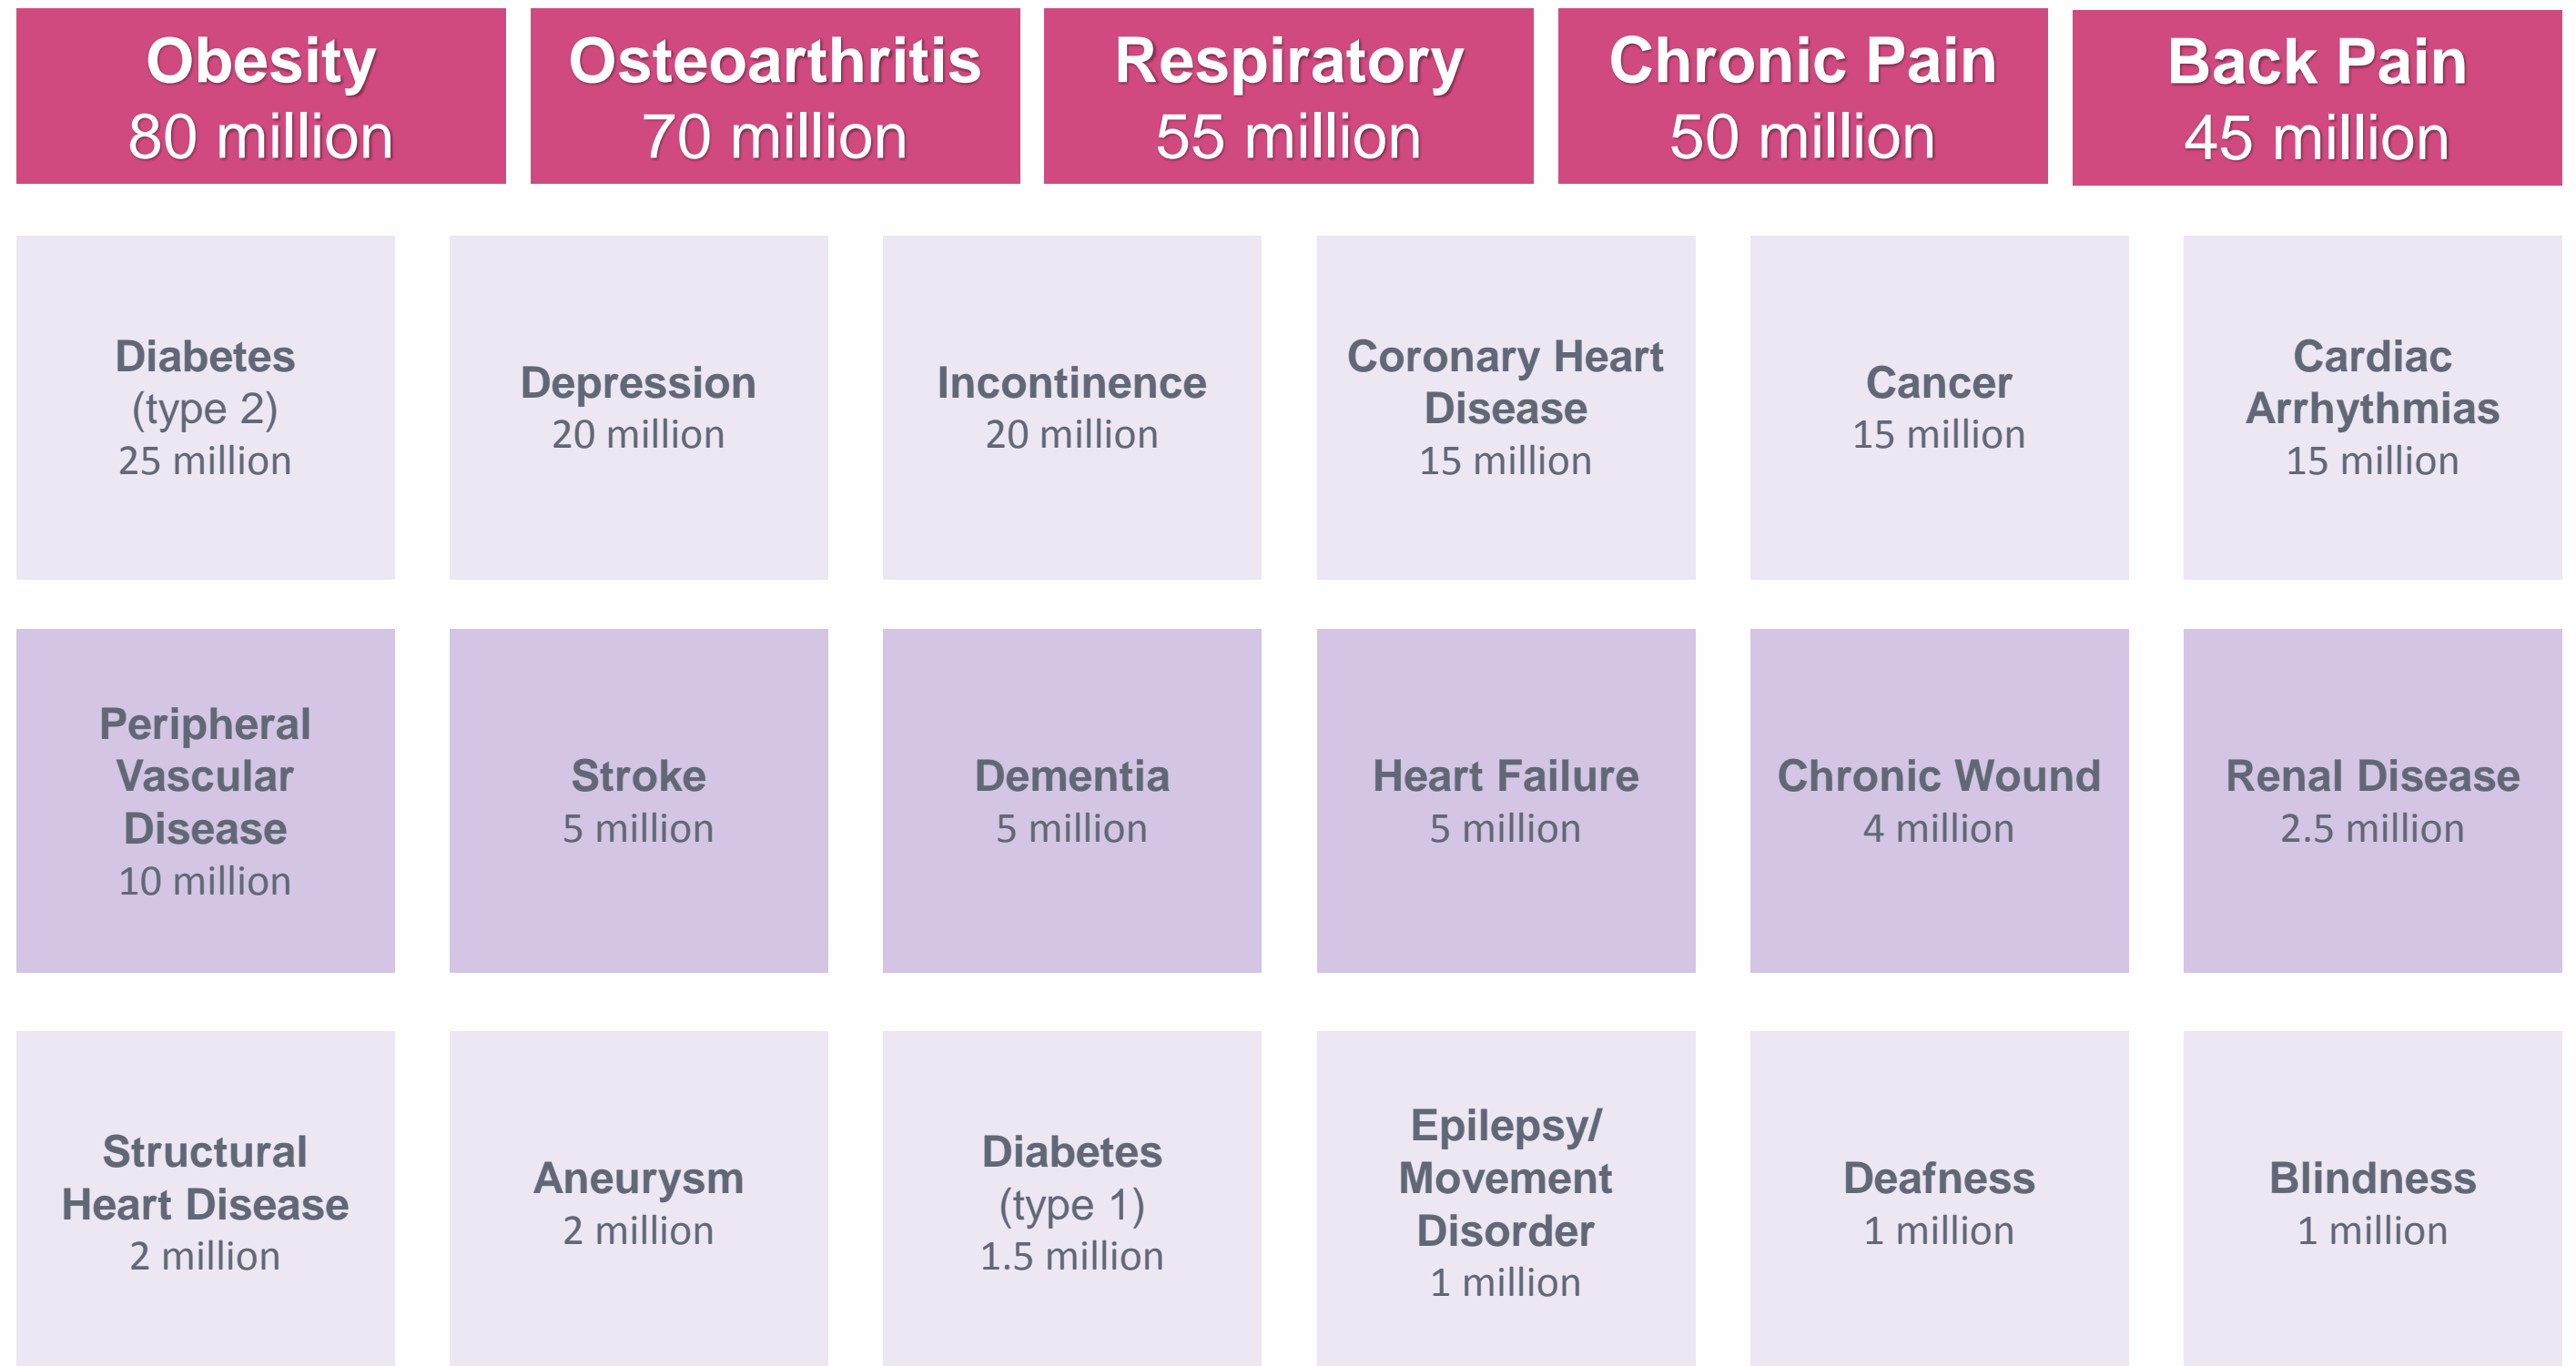 Obesity
80 million
Osteoarthritis
70 million
Respiratory
55 million
Chronic Pain
50 million
Back Pain
45 million
Diabetes
(type 2)
25 million
Depression
20 million
Incontinence
20 million
Coronary Heart
Disease
15 million
Cancer
15 million
Cardiac
Arrhythmias
15 million
Peripheral
Vascular
Disease
10 million
Stroke
5 million
Dementia
5 million
Heart Failure
5 million
Chronic Wound
4 million
Renal Disease
2.5 million
Structural
Heart Disease
2 million
Aneurysm
2 million
Diabetes
(type 1)
1.5 million
Epilepsy/
Movement
Disorder
1 million
Deafness
1 million
Blindness
1 million